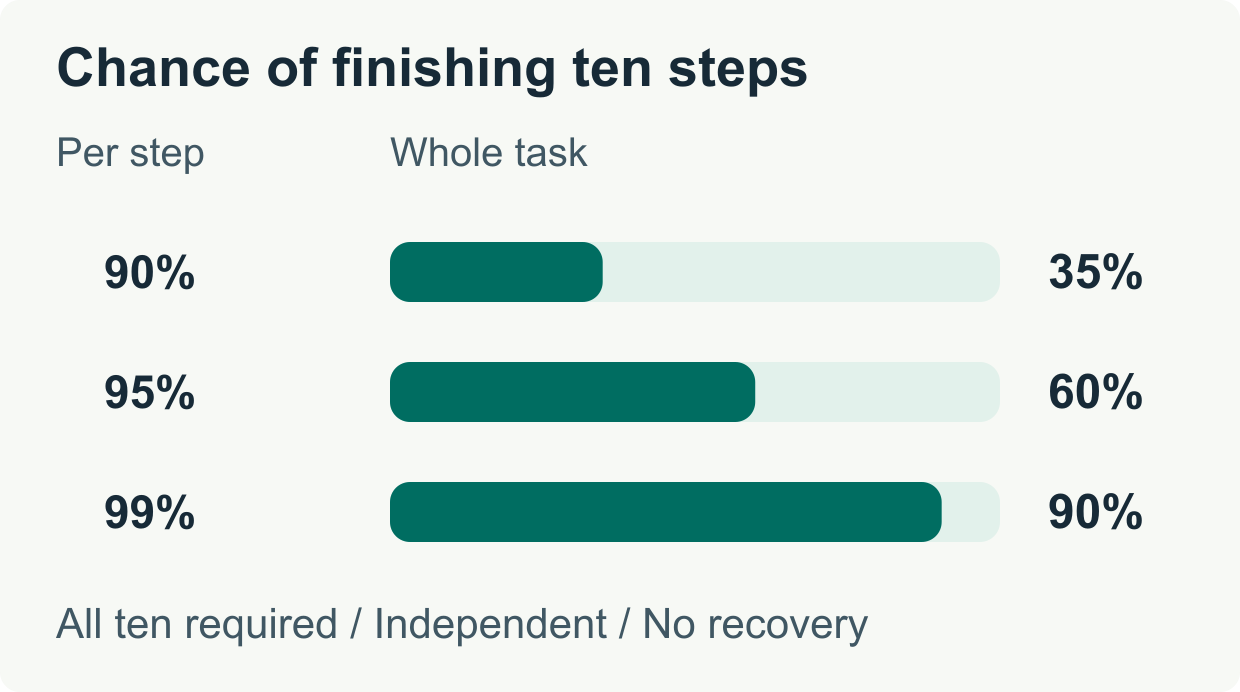 Chance of finishing ten steps
Per step Whole task
90% 35%
95% 60%
99% 90%
All ten required / Independent / No recovery